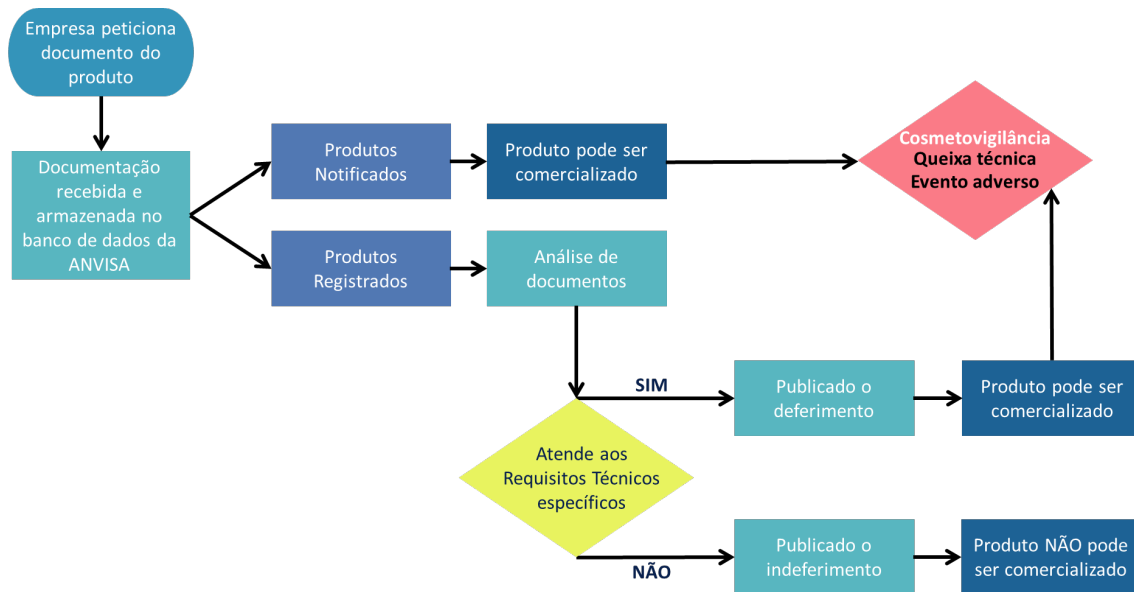 Empresa peticiona
documento do
produto
Documentação
recebida e
armazenada no
banco de dados da
ANVISA
Produtos
Notificados
Produto pode ser
comercializado
Cosmetovigilância
Queixa técnica
Evento adverso
Produtos
Registrados
Análise de
documentos
SIM
Publicado o
deferimento
Produto pode ser
comercializado
Atende aos
Requisitos Técnicos
específicos
NÃO
Publicado o
indeferimento
Produto NÃO pode
ser comercializado